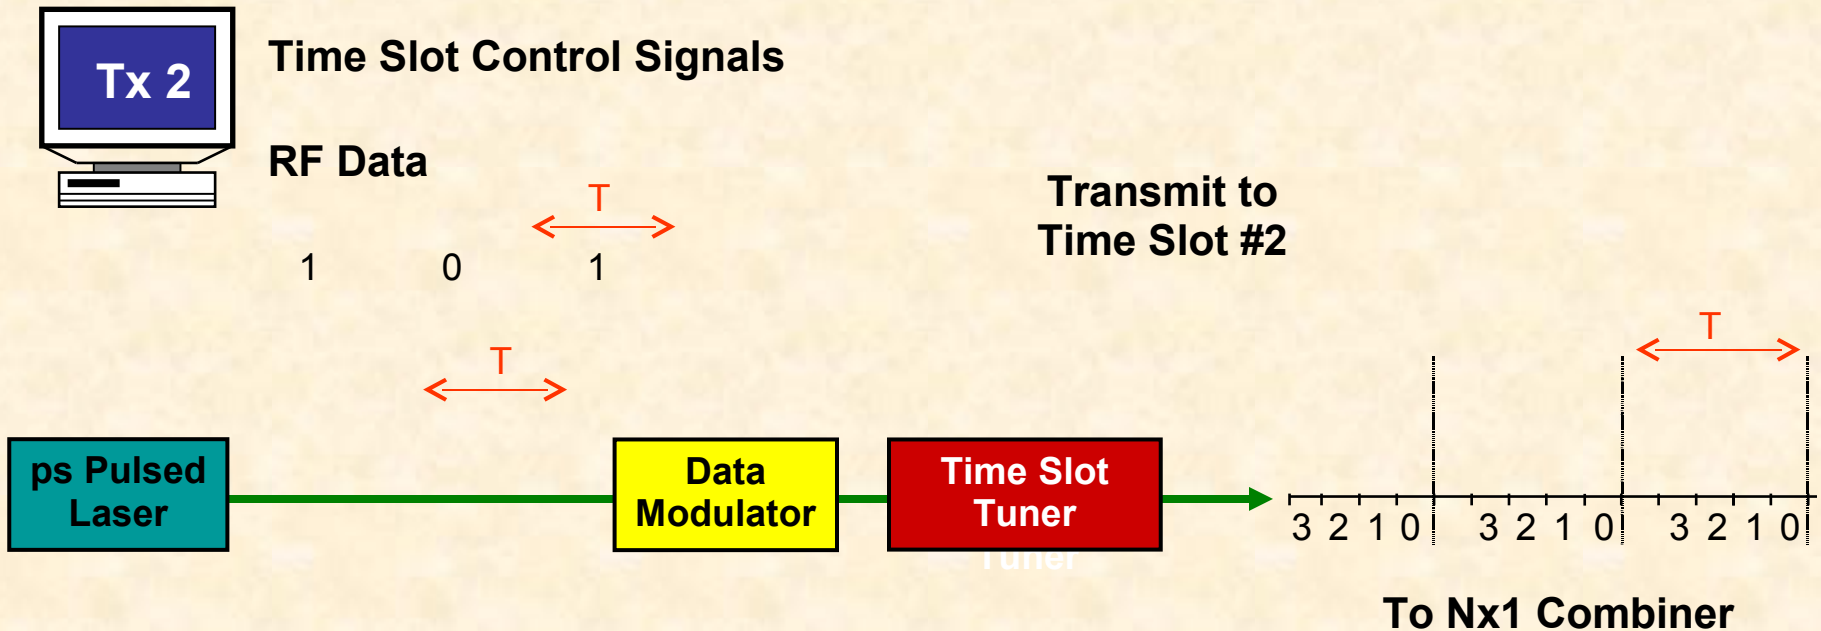 Tx 2
Time Slot Control Signals
RF Data
T
1 0 1
Transmit to
Time Slot #2
T
T
ps Pulsed
Laser
Data
Modulator
Time Slot
Tuner
Tuner
3 2 1 0 3 2 1 0 3 2 1 0
To Nx1 Combiner